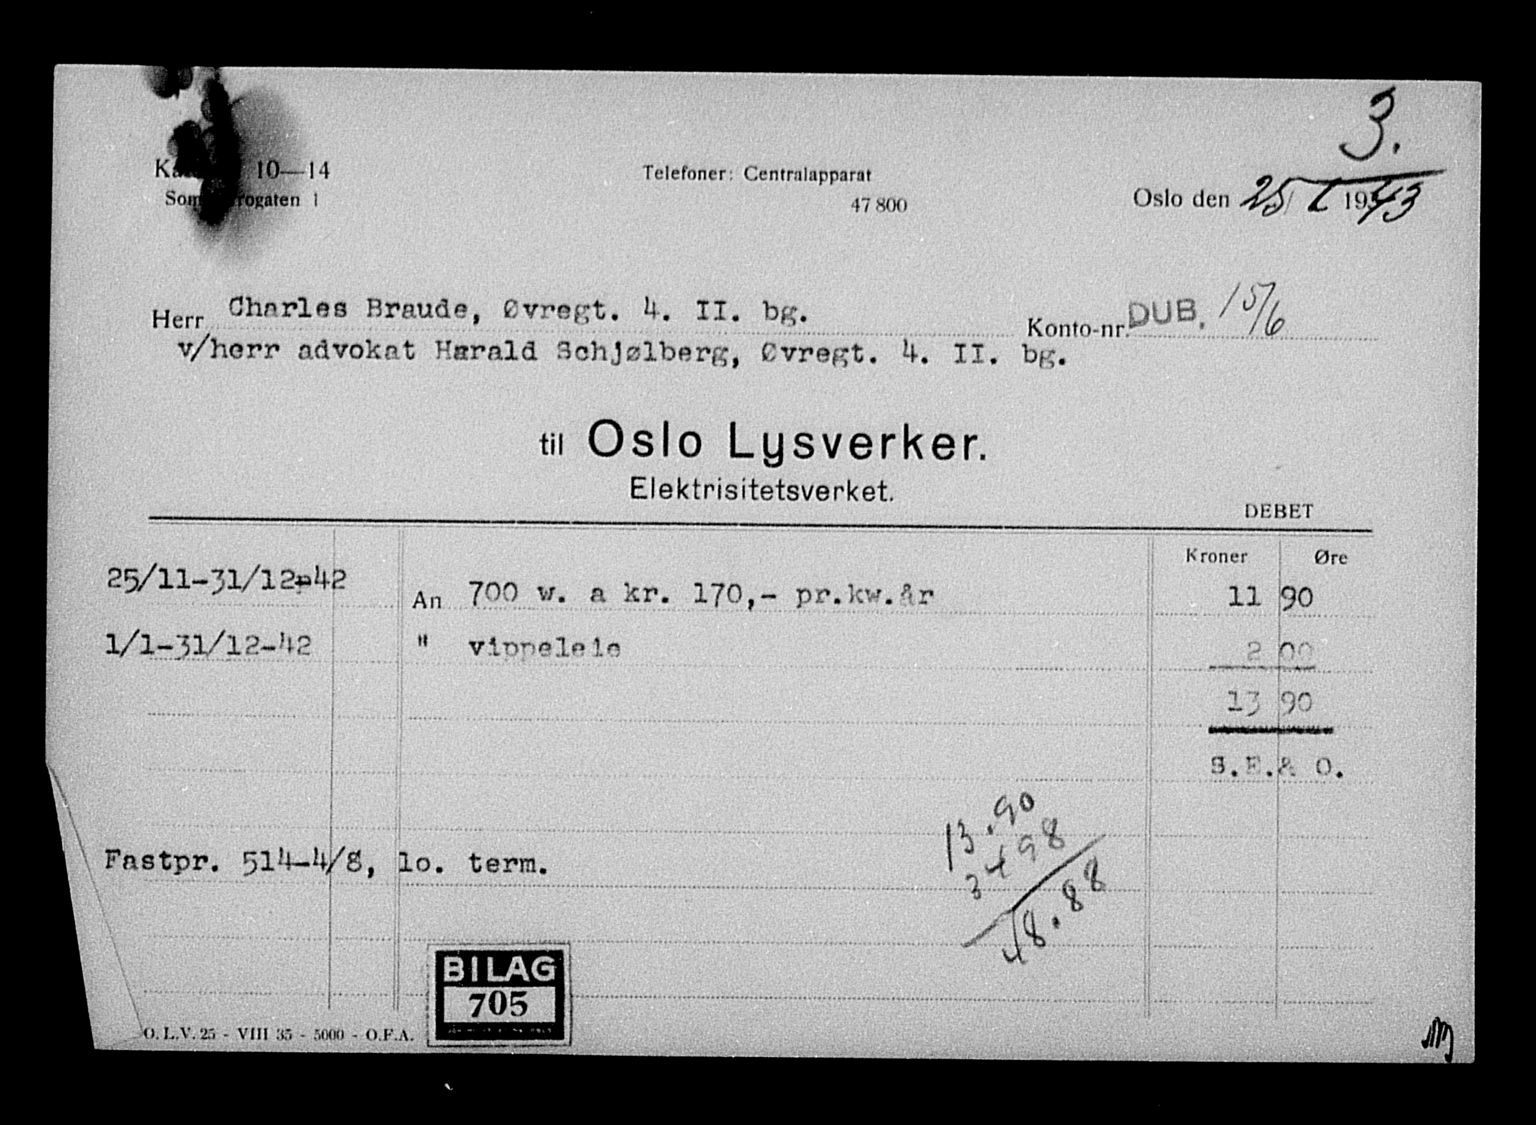 3.
10—14
Telefoner: Centralapparat
47 800
Oslo den 25/ 1943
Herr Charles Braude, Øvregt. 4. II. bg.
Konto-nr. DUB. 15/6
v/herr advokat Harald Schjølberg, Øvregt. 4. II. bg.
til Oslo Lysverker.
Elektrisitetsverket.
DEBET
Kroner Øre
25/11-31/12-42 An 700 w. a kr. 170,- pr.kw.år 11 90
1/1-31/12-42 " vippeleie 2 00
13 90
S.E.& O.
13.90
34 98
48.88
Fastpr. 514-4/8, lo. term.
BILAG
705
O. L.V. 25 - VIII 35 - 5000 - O.F.A.